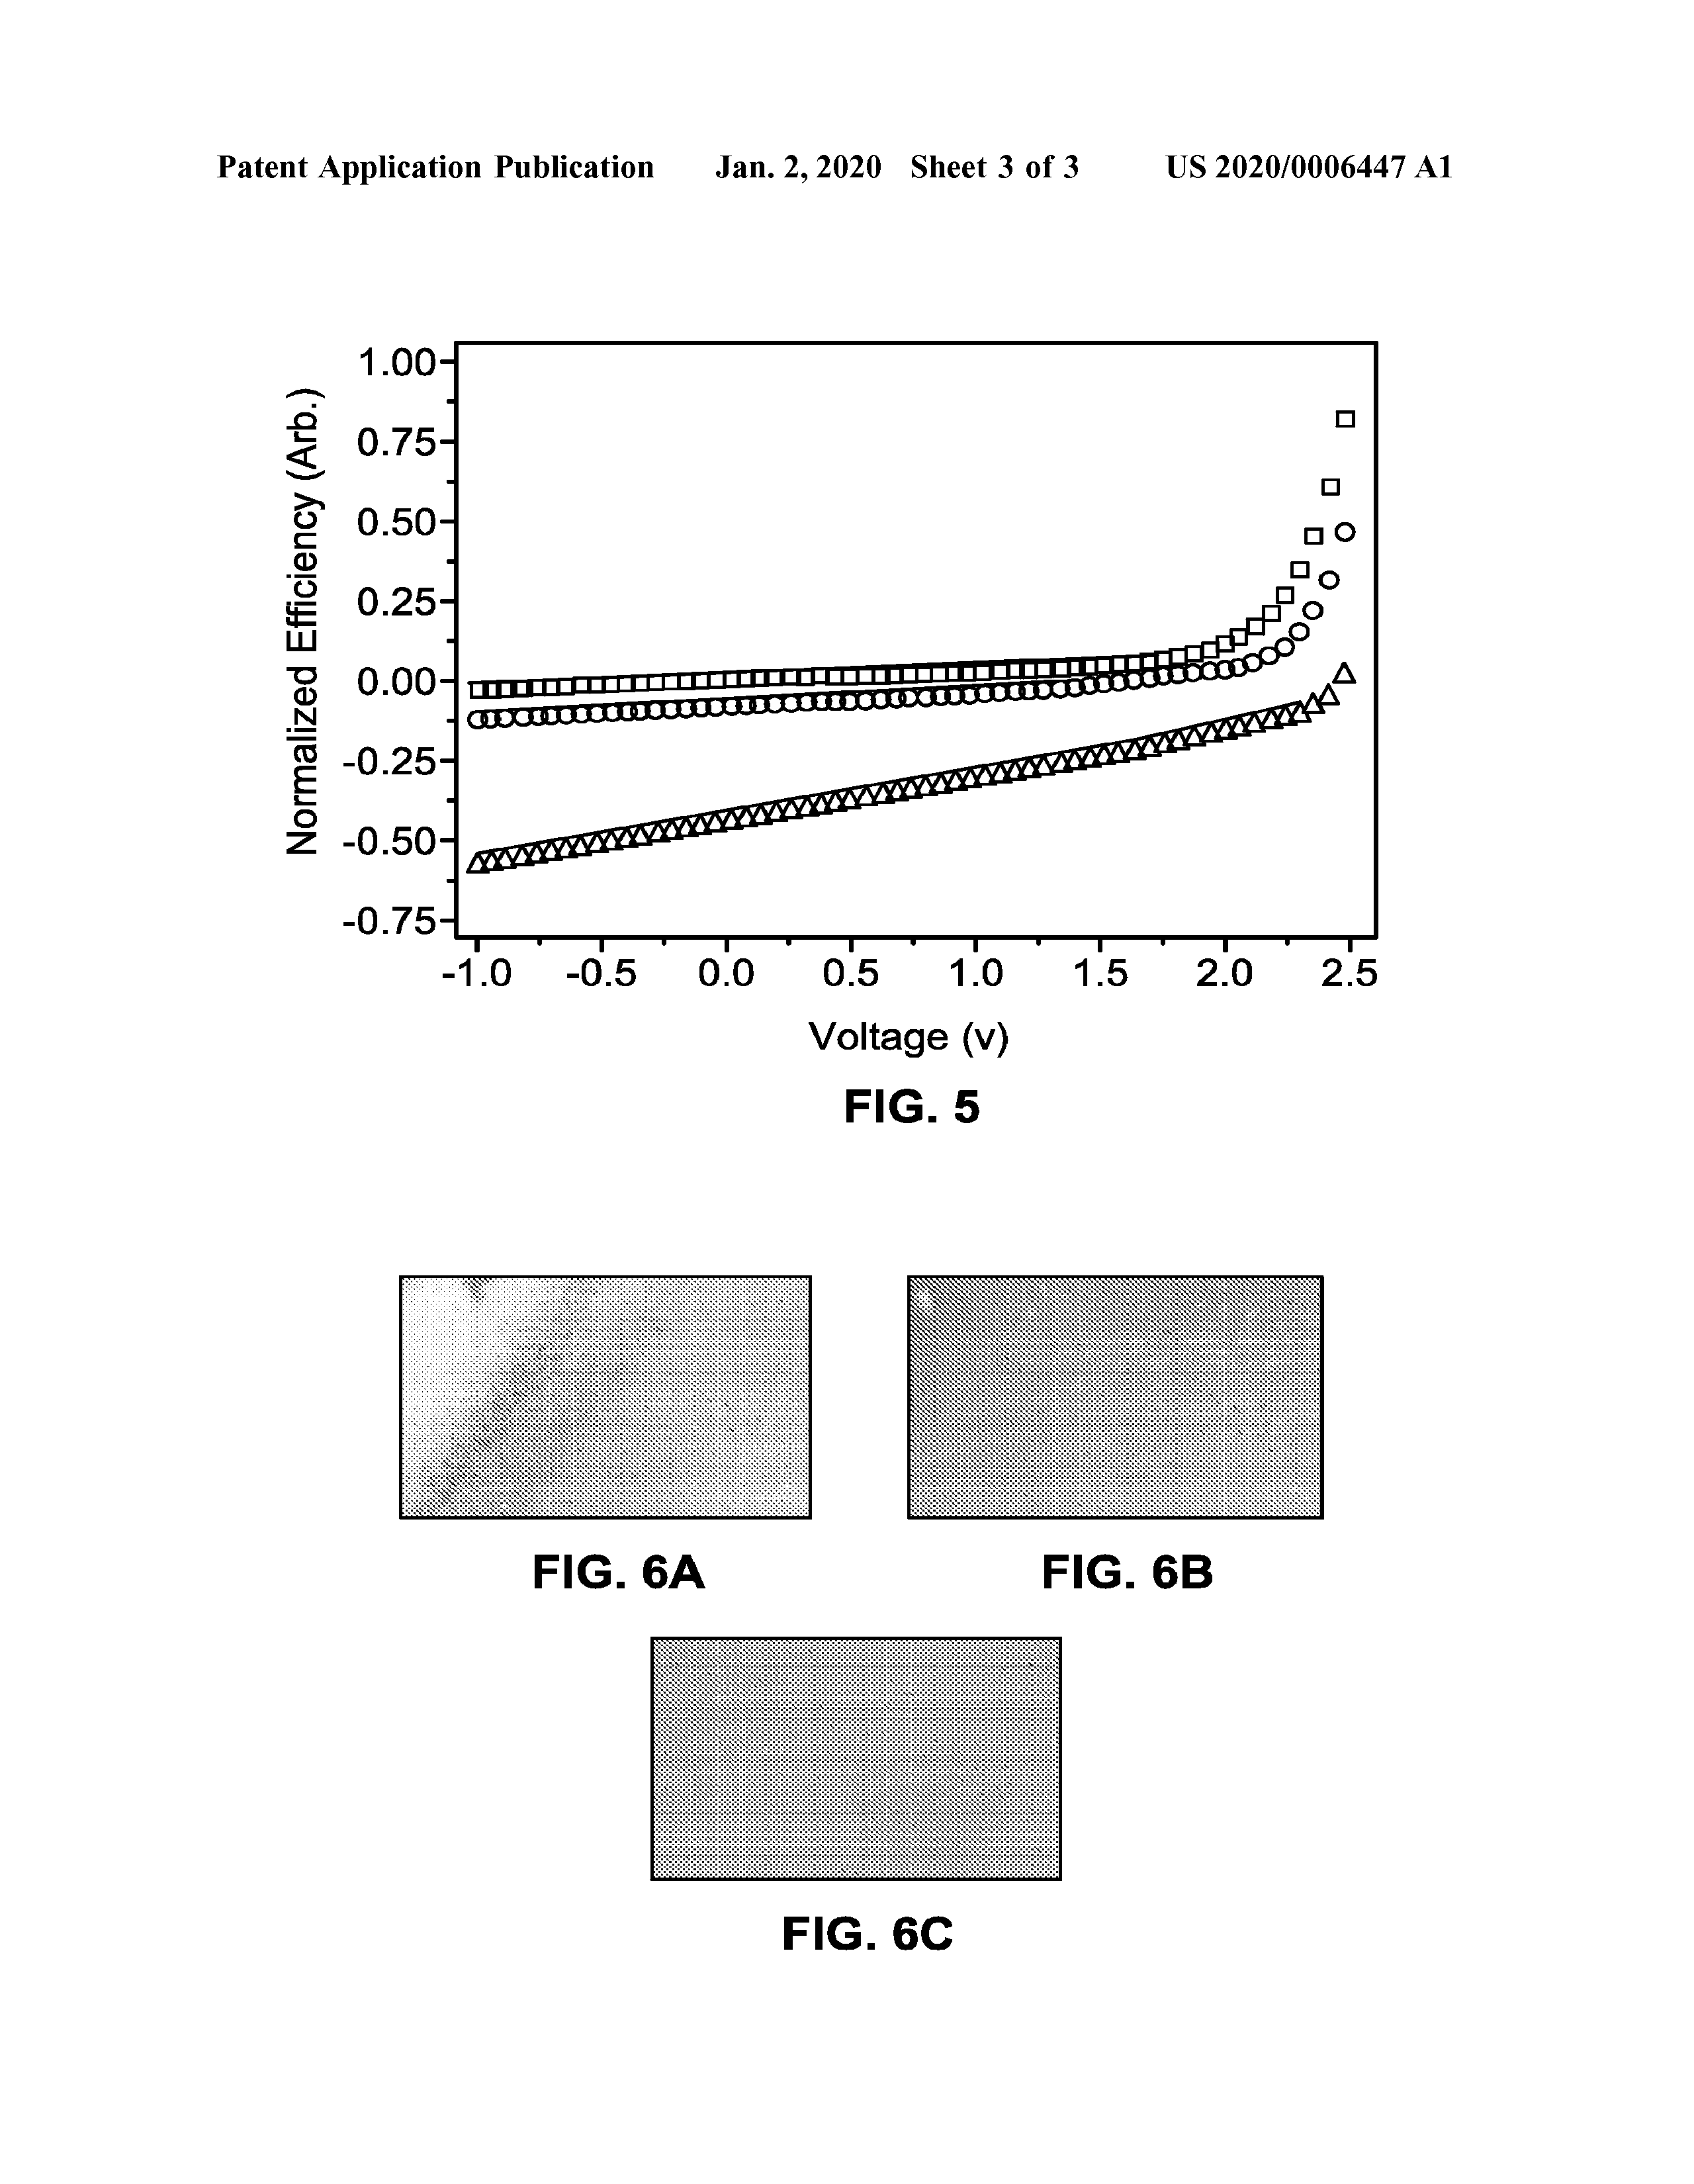 Patent Application Publication Jan. 2, 2020 Sheet 3 of 3 US 2020/0006447 A1
Normalized Efficiency (Arb.)
1.00
0.75
0.50
0.25
0.00
-0.25
-0.50
-0.75
-1.0 -0.5 0.0 0.5 1.0 1.5 2.0 2.5
Voltage (v)
FIG. 5
FIG. 6A FIG. 6B
FIG. 6C